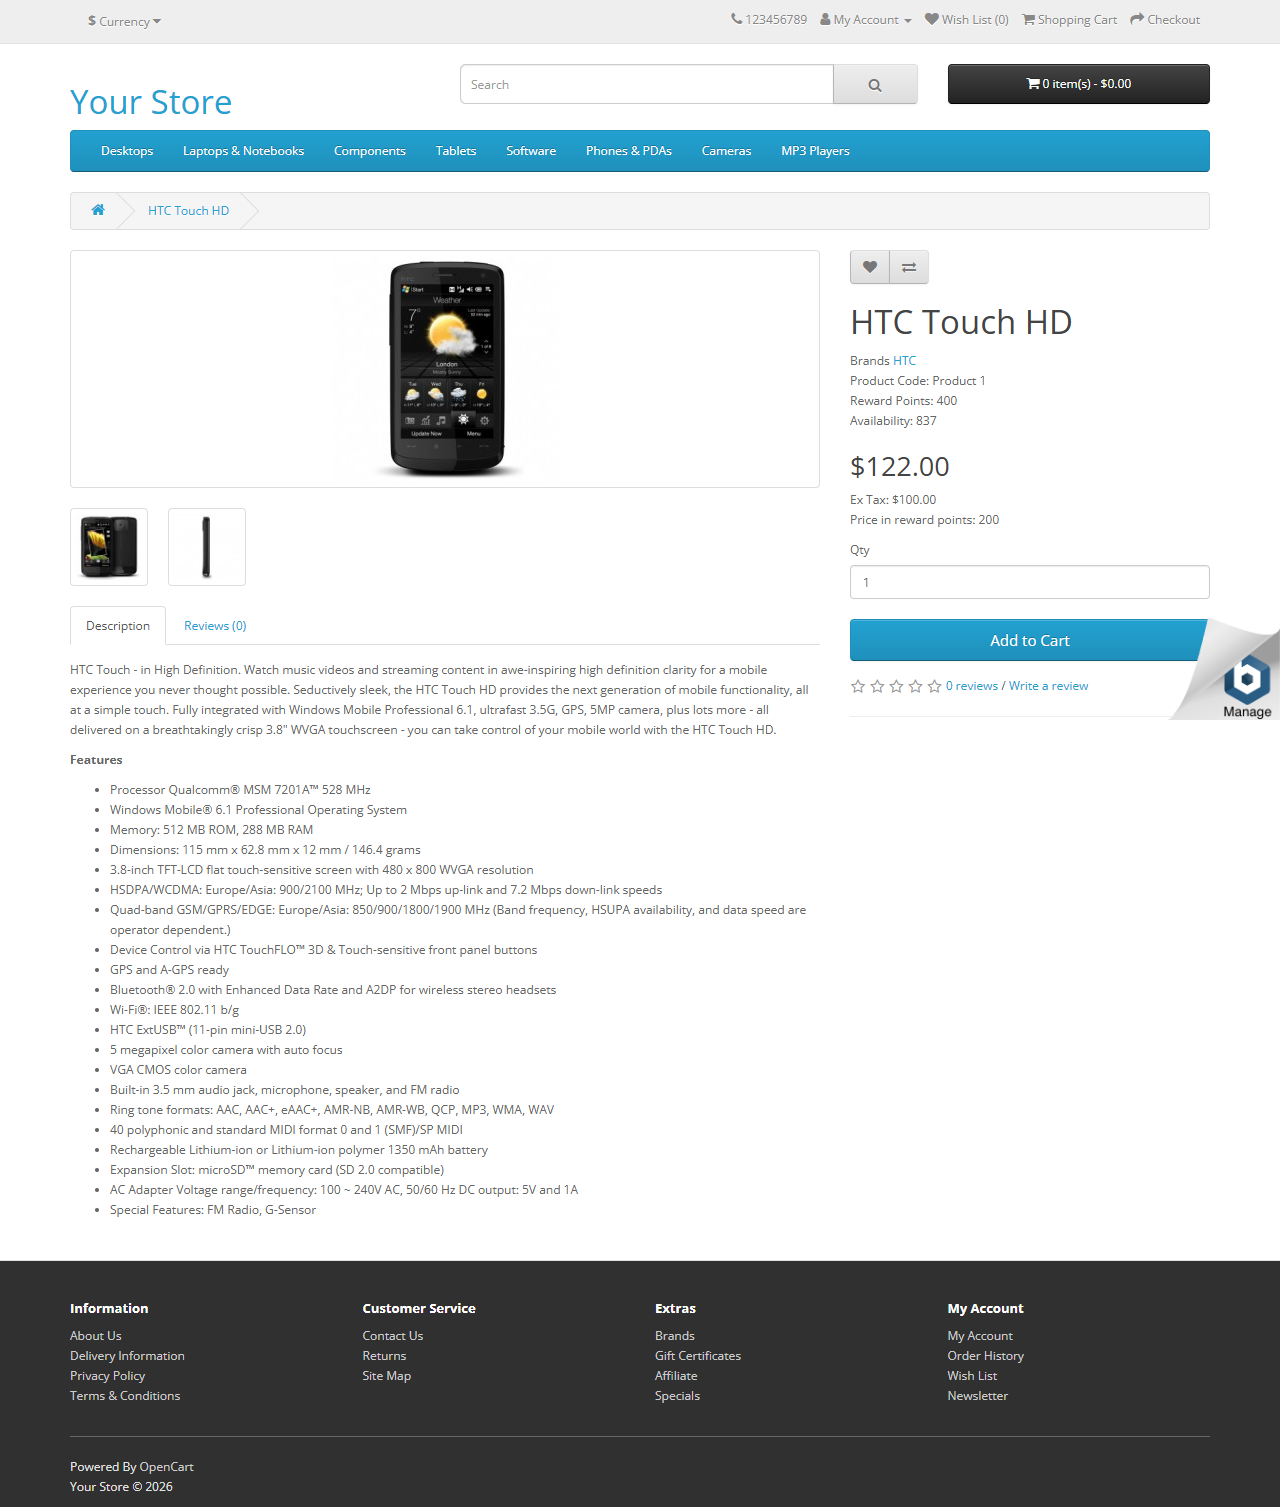 $ Currency
123456789 My Account Wish List (0) Shopping Cart Checkout
Your Store
Search
0 item(s) - $0.00
Desktops Laptops & Notebooks Components Tablets Software Phones & PDAs Cameras MP3 Players
HTC Touch HD
Start
Weather
7°
London
Mostly Sunny
Tue Wed Thu Fri
Update Now Menu
HTC Touch HD
Brands HTC
Product Code: Product 1
Reward Points: 400
Availability: 837
$122.00
Ex Tax: $100.00
Price in reward points: 200
Qty
1
Add to Cart
0 reviews / Write a review
Manage
Description Reviews (0)
HTC Touch - in High Definition. Watch music videos and streaming content in awe-inspiring high definition clarity for a mobile
experience you never thought possible. Seductively sleek, the HTC Touch HD provides the next generation of mobile functionality, all
at a simple touch. Fully integrated with Windows Mobile Professional 6.1, ultrafast 3.5G, GPS, 5MP camera, plus lots more - all
delivered on a breathtakingly crisp 3.8" WVGA touchscreen - you can take control of your mobile world with the HTC Touch HD.
Features
• Processor Qualcomm® MSM 7201A™ 528 MHz
• Windows Mobile® 6.1 Professional Operating System
• Memory: 512 MB ROM, 288 MB RAM
• Dimensions: 115 mm x 62.8 mm x 12 mm / 146.4 grams
• 3.8-inch TFT-LCD flat touch-sensitive screen with 480 x 800 WVGA resolution
• HSDPA/WCDMA: Europe/Asia: 900/2100 MHz; Up to 2 Mbps up-link and 7.2 Mbps down-link speeds
• Quad-band GSM/GPRS/EDGE: Europe/Asia: 850/900/1800/1900 MHz (Band frequency, HSUPA availability, and data speed are
operator dependent.)
• Device Control via HTC TouchFLO™ 3D & Touch-sensitive front panel buttons
• GPS and A-GPS ready
• Bluetooth® 2.0 with Enhanced Data Rate and A2DP for wireless stereo headsets
• Wi-Fi®: IEEE 802.11 b/g
• HTC ExtUSB™ (11-pin mini-USB 2.0)
• 5 megapixel color camera with auto focus
• VGA CMOS color camera
• Built-in 3.5 mm audio jack, microphone, speaker, and FM radio
• Ring tone formats: AAC, AAC+, eAAC+, AMR-NB, AMR-WB, QCP, MP3, WMA, WAV
• 40 polyphonic and standard MIDI format 0 and 1 (SMF)/SP MIDI
• Rechargeable Lithium-ion or Lithium-ion polymer 1350 mAh battery
• Expansion Slot: microSD™ memory card (SD 2.0 compatible)
• AC Adapter Voltage range/frequency: 100 ~ 240V AC, 50/60 Hz DC output: 5V and 1A
• Special Features: FM Radio, G-Sensor
Information
About Us
Delivery Information
Privacy Policy
Terms & Conditions
Customer Service
Contact Us
Returns
Site Map
Extras
Brands
Gift Certificates
Affiliate
Specials
My Account
My Account
Order History
Wish List
Newsletter
Powered By OpenCart
Your Store © 2026